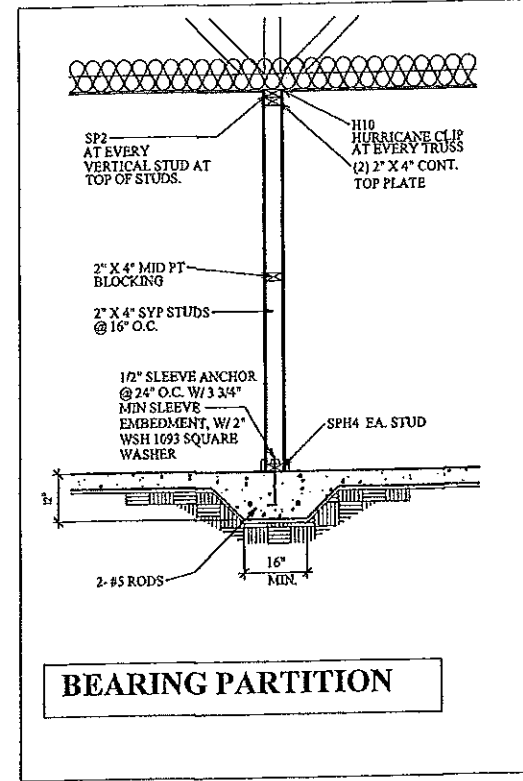 SP2
AT EVERY
VERTICAL STUD AT
TOP OF STUDS.
H10
HURRICANE CLIP
AT EVERY TRUSS
(2) 2" X 4" CONT.
TOP PLATE
2" X 4" MID PT
BLOCKING
2" X 4" SYP STUDS
@ 16" O.C.
1/2" SLEEVE ANCHOR
@ 24" O.C. W/ 3 3/4"
MIN SLEEVE
EMBEDMENT, W/ 2"
WSH 1093 SQUARE
WASHER
SPH4 EA. STUD
12"
2- #5 RODS
16"
MIN.
BEARING PARTITION